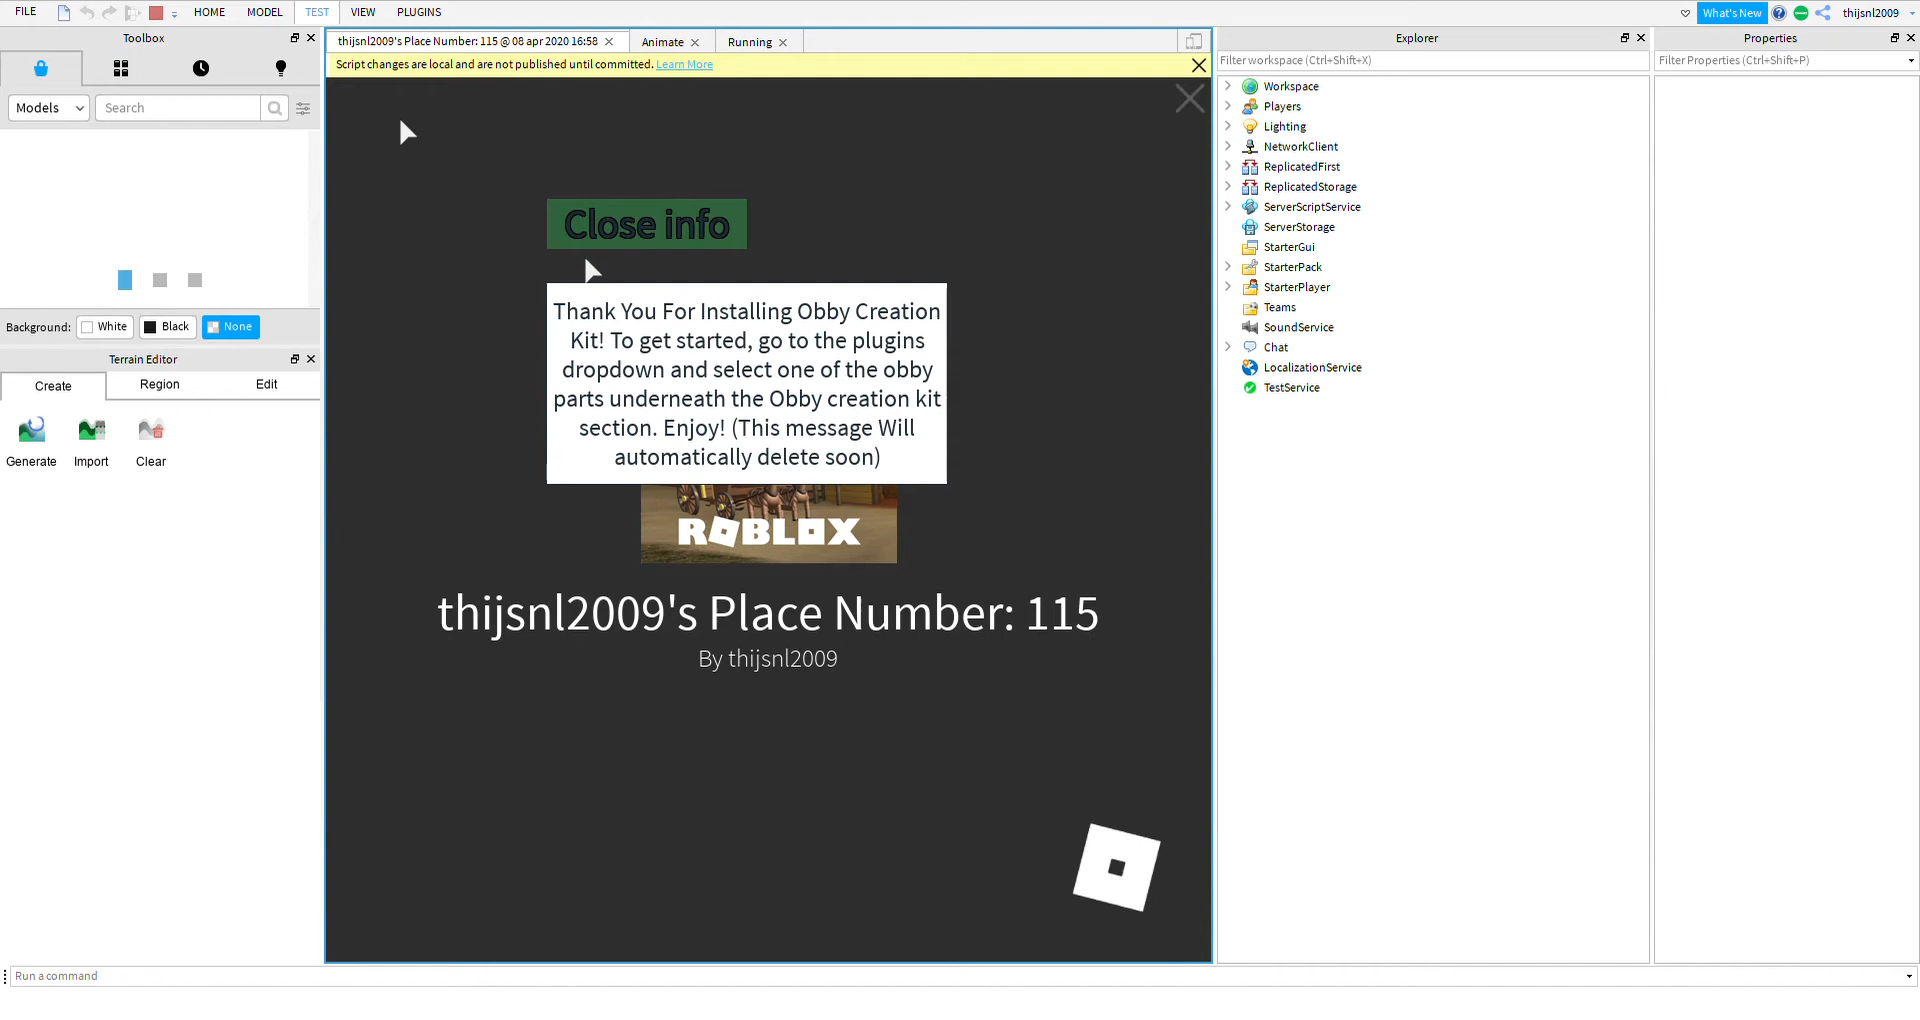 FILE HOME MODEL TEST VIEW PLUGINS What's New thijsnl2009
Toolbox
Models Search
Background: White Black None
Terrain Editor
Create Region Edit
Generate Import Clear
thijsnl2009's Place Number: 115 @ 08 apr 2020 16:58 Animate Running
Script changes are local and are not published until committed. Learn More
Close info
Thank You For Installing Obby Creation
Kit! To get started, go to the plugins
dropdown and select one of the obby
parts underneath the Obby creation kit
section. Enjoy! (This message Will
automatically delete soon)
ROBLOX
thijsnl2009's Place Number: 115
By thijsnl2009
Explorer
Filter workspace (Ctrl+Shift+X)
Workspace
Players
Lighting
NetworkClient
ReplicatedFirst
ReplicatedStorage
ServerScriptService
ServerStorage
StarterGui
StarterPack
StarterPlayer
Teams
SoundService
Chat
LocalizationService
TestService
Properties
Filter Properties (Ctrl+Shift+P)
Run a command